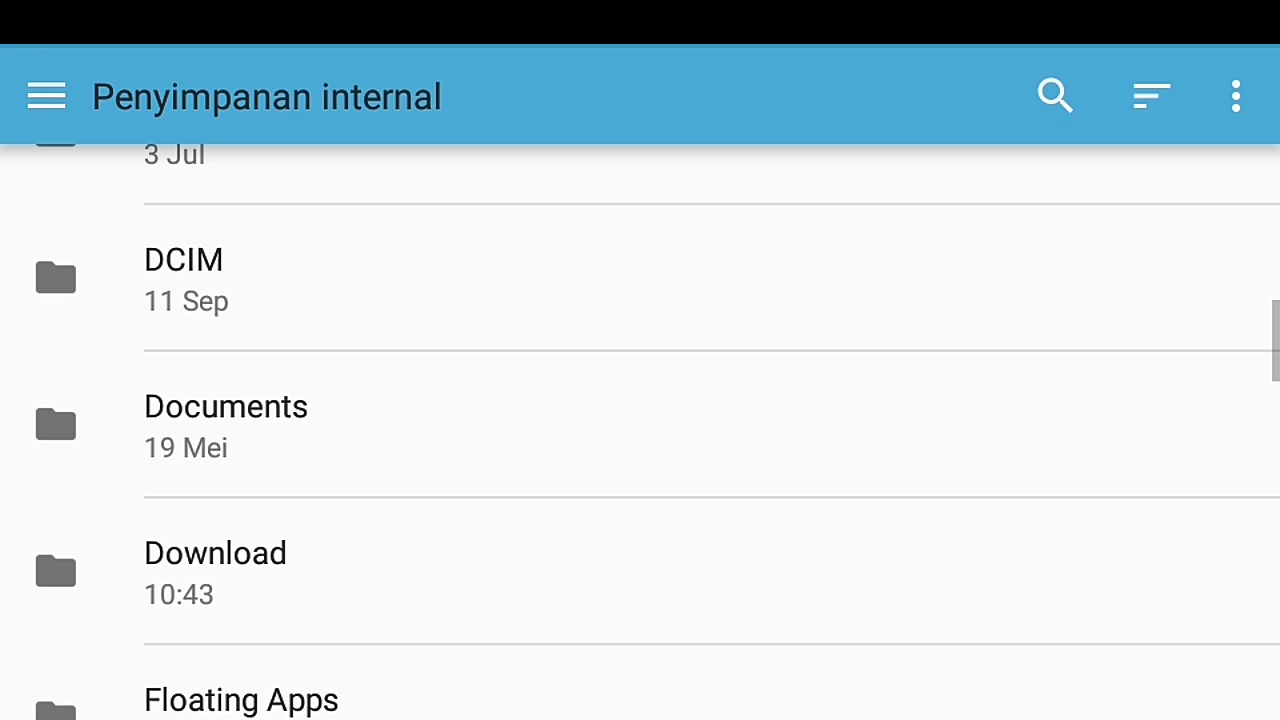 Penyimpanan internal
3 Jul
DCIM
11 Sep
Documents
19 Mei
Download
10:43
Floating Apps